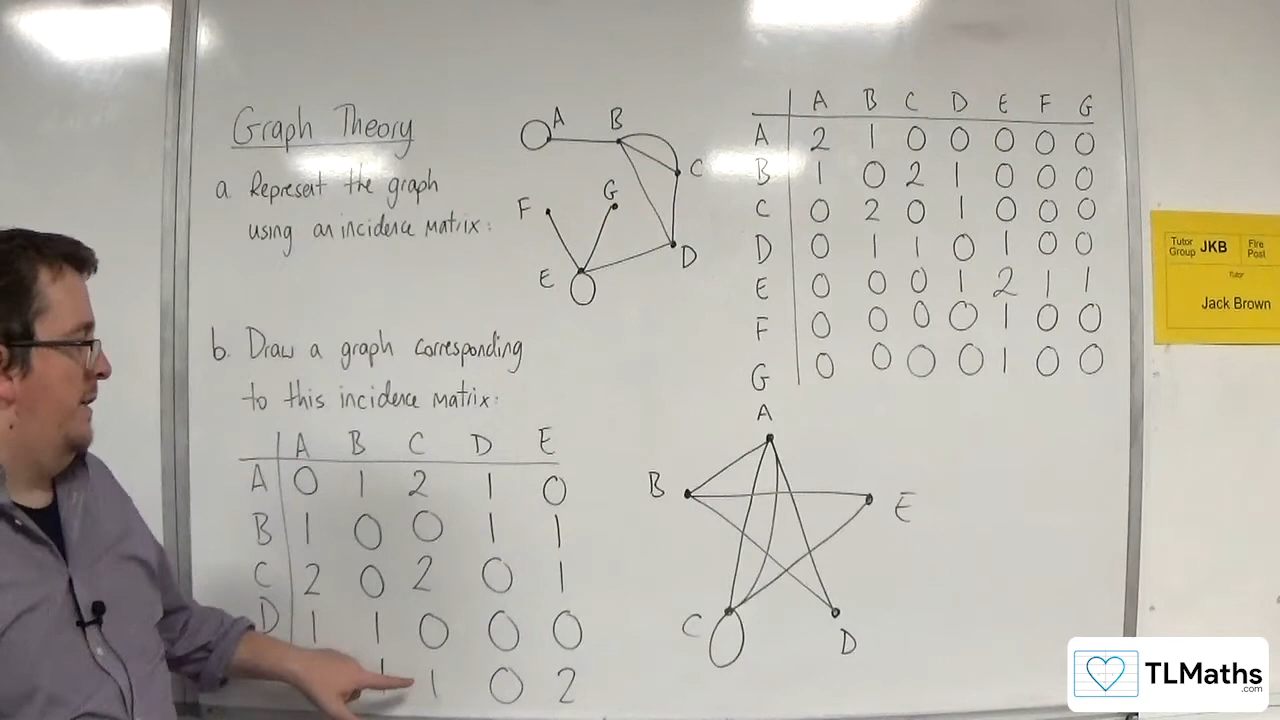 Graph Theory
a. Represent the graph
using an incidence matrix:
A B
C
G
F
D
E
b. Draw a graph corresponding
to this incidence matrix:
A B C D E
A 0 1 2 1 0
B 1 0 0 1 1
C 2 0 2 0 1
D 1 1 0 0 0
1 0 2
A B C D E F G
A 2 1 0 0 0 0 0
B 1 0 2 1 0 0 0
C 0 2 0 1 0 0 0
D 0 1 1 0 1 0 0
E 0 0 0 1 2 1 1
F 0 0 0 0 1 0 0
G 0 0 0 0 1 0 0
A
B
E
C
D
Tutor Group JKB Fire Post
Tutor
Jack Brown
TLMaths
.com